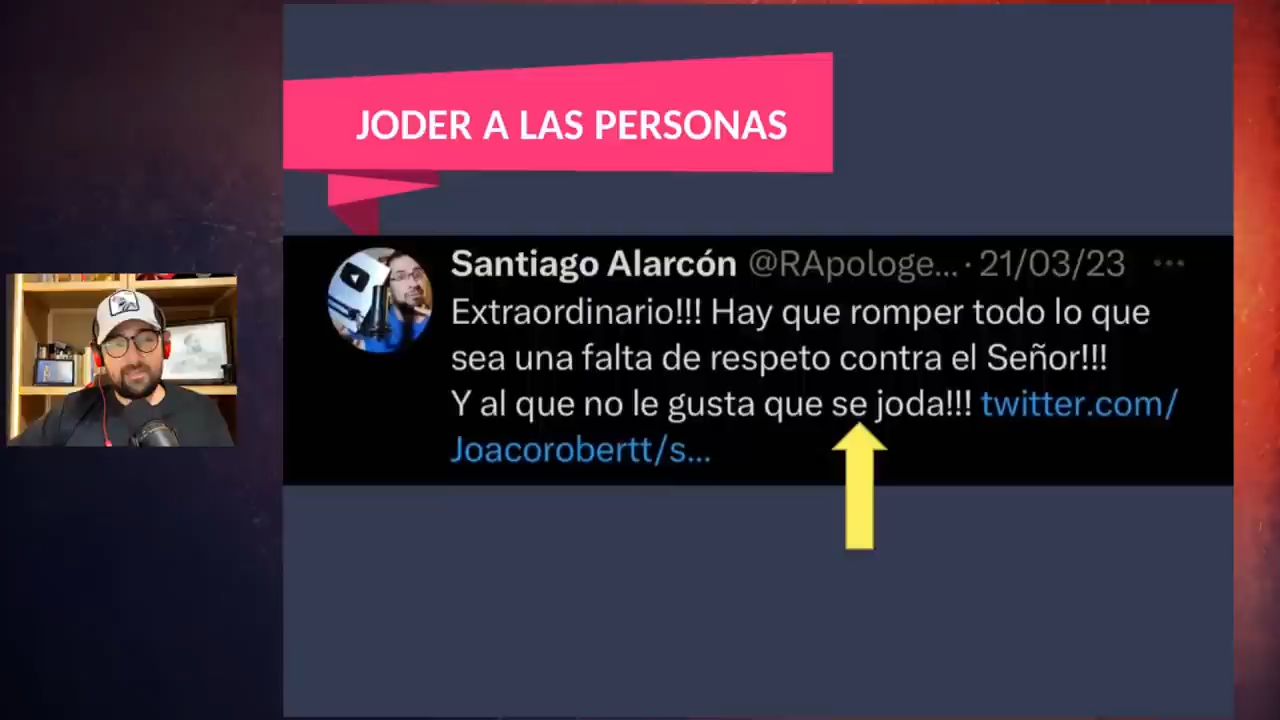 JODER A LAS PERSONAS
Santiago Alarcón @RApologe... · 21/03/23 ···
Extraordinario!!! Hay que romper todo lo que
sea una falta de respeto contra el Señor!!!
Y al que no le gusta que se joda!!! twitter.com/
Joacorobertt/s...